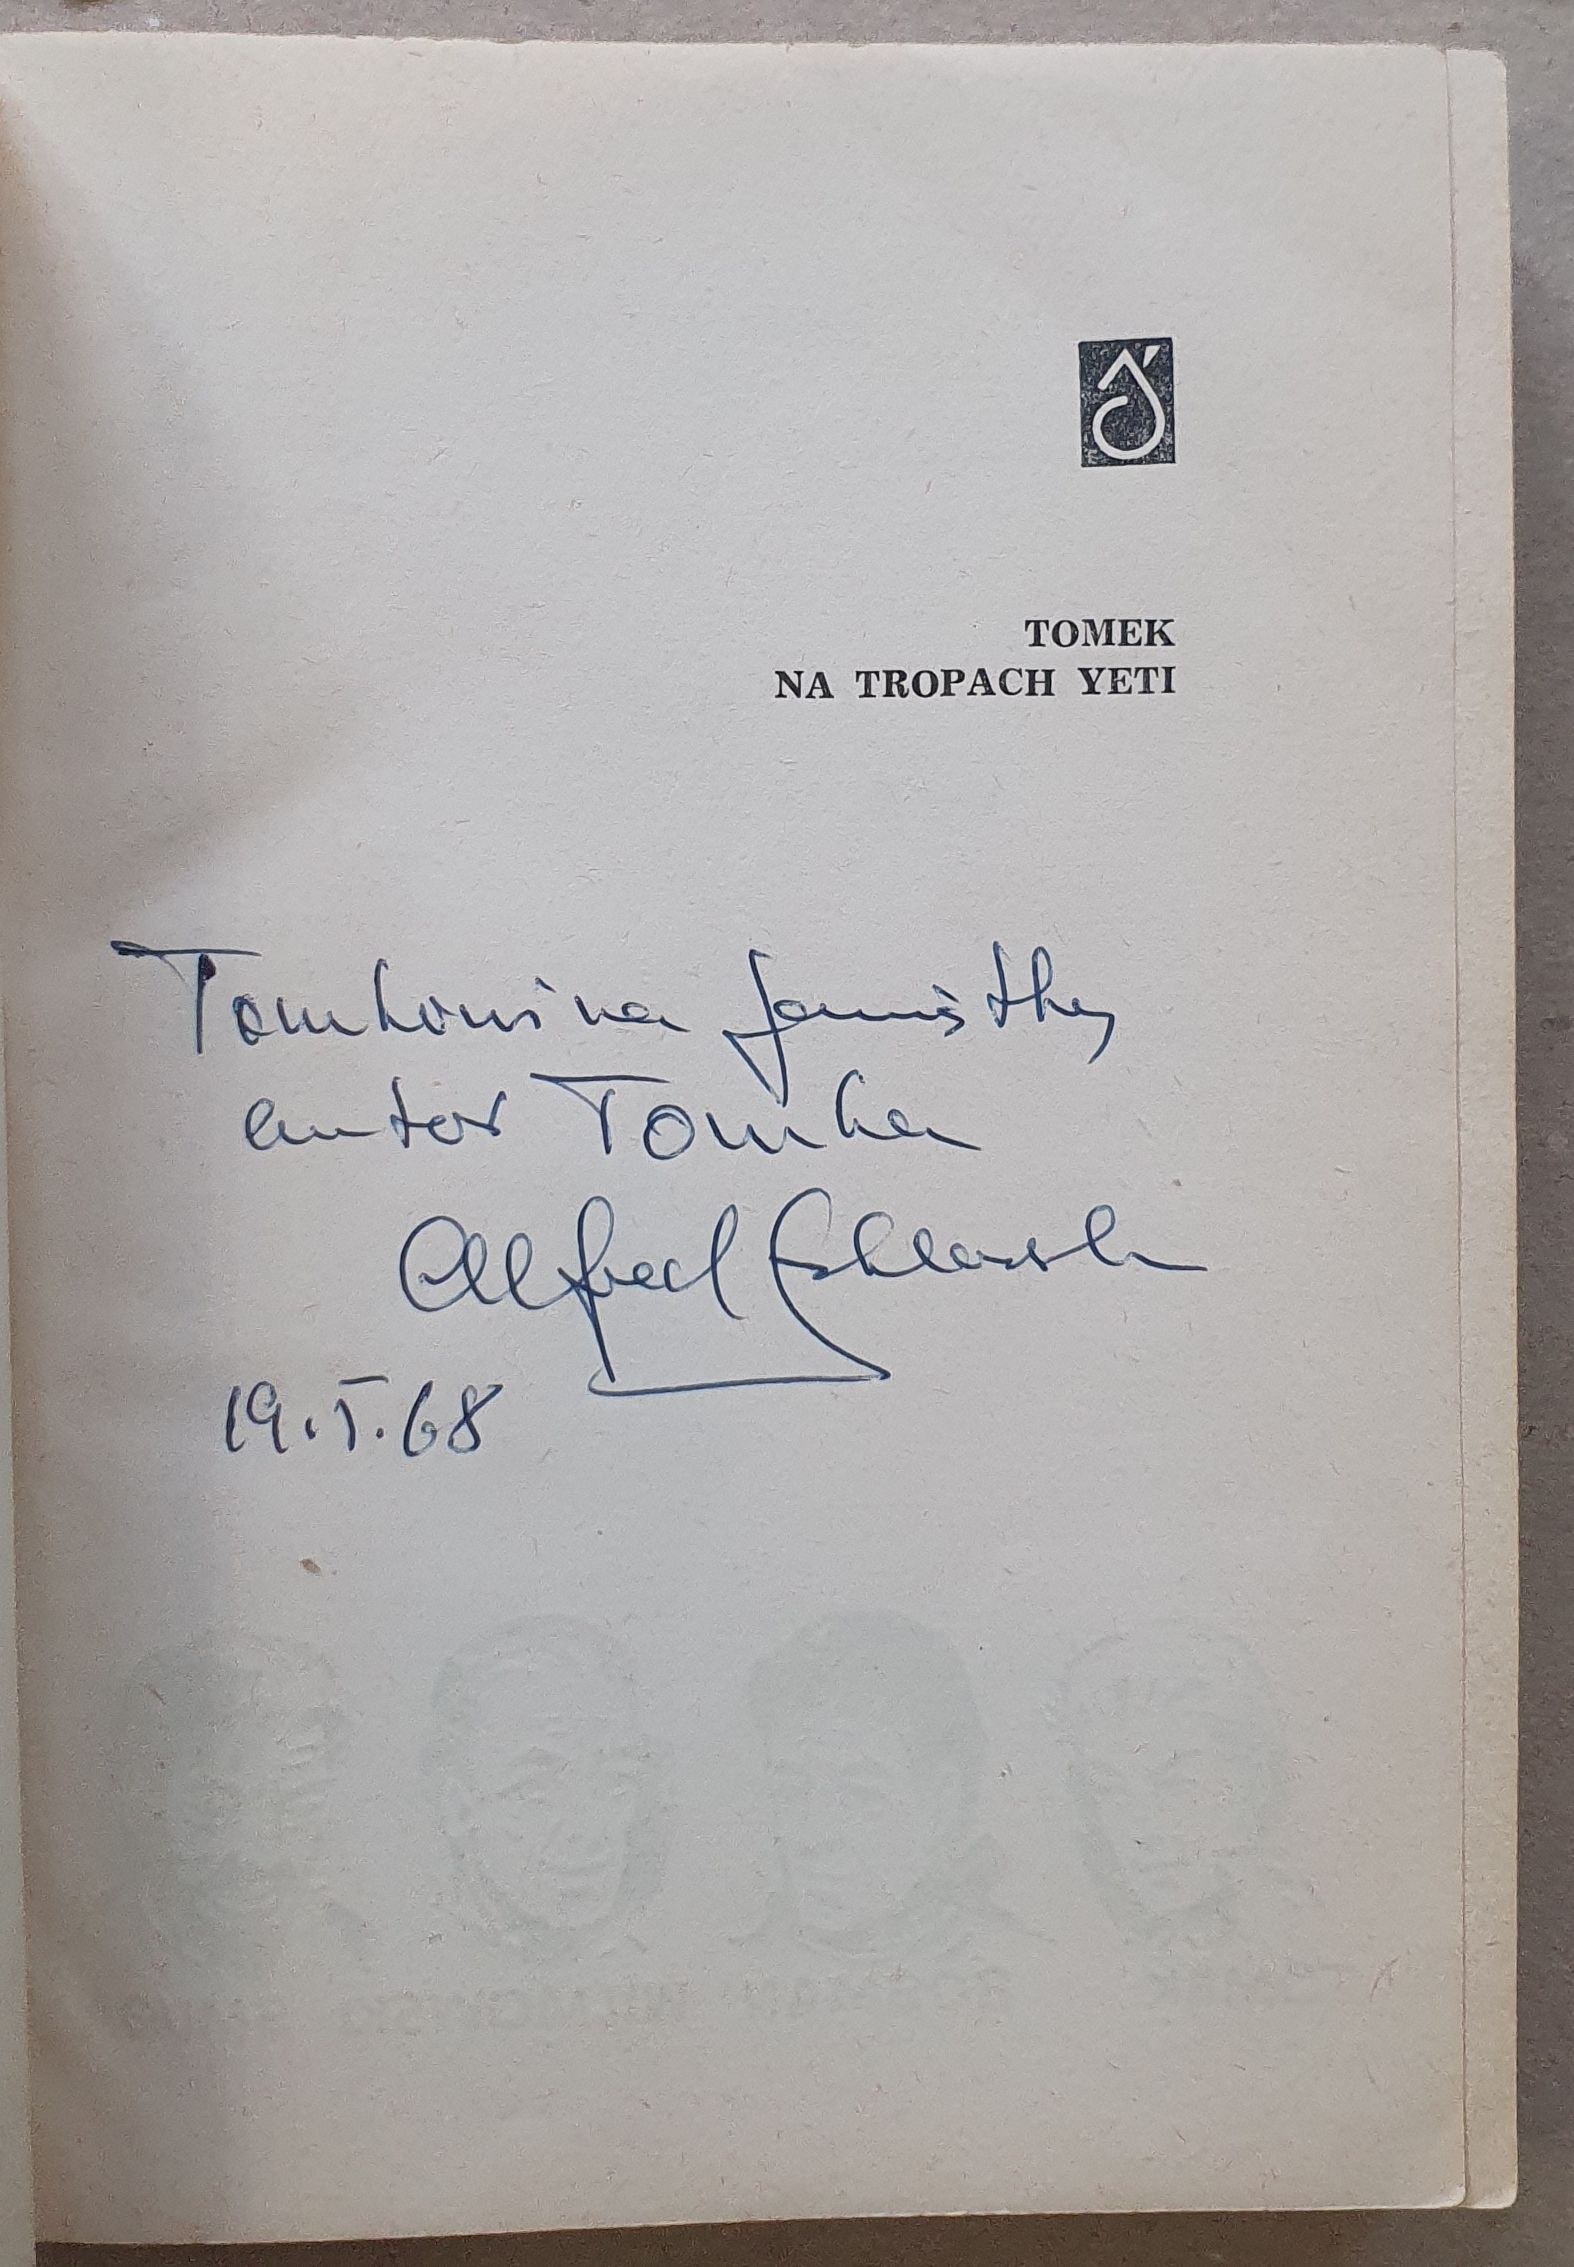 TOMEK
NA TROPACH YETI
Tomkowi na pamiątkę
autor Tomka
Alfred Szklarski
19.I.68